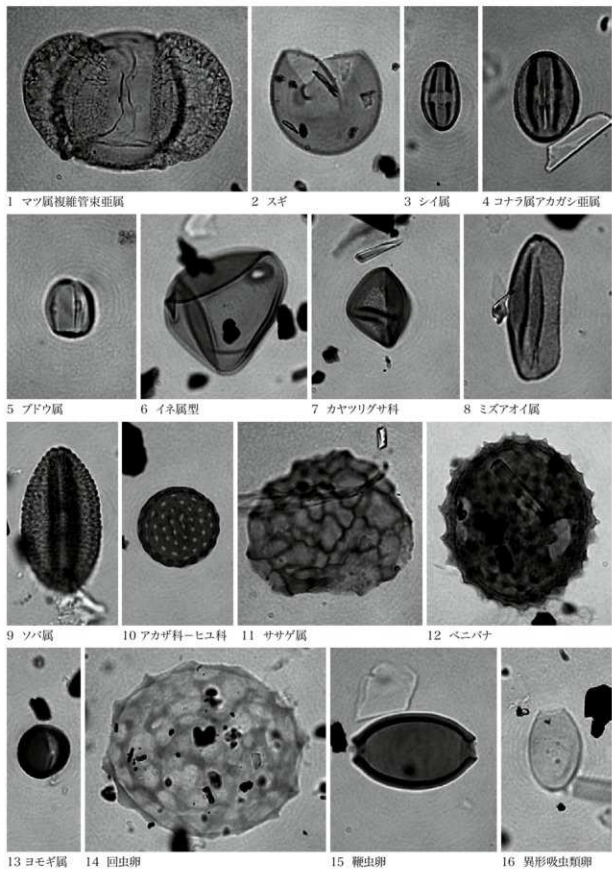 1 マツ属複維管束亜属
2 スギ
3 シイ属
4 コナラ属アカガシ亜属
5 ブドウ属
6 イネ属型
7 カヤツリグサ科
8 ミズアオイ属
9 ソバ属
10 アカザ科−ヒユ科
11 ササゲ属
12 ベニバナ
13 ヨモギ属
14 回虫卵
15 鞭虫卵
16 異形吸虫類卵